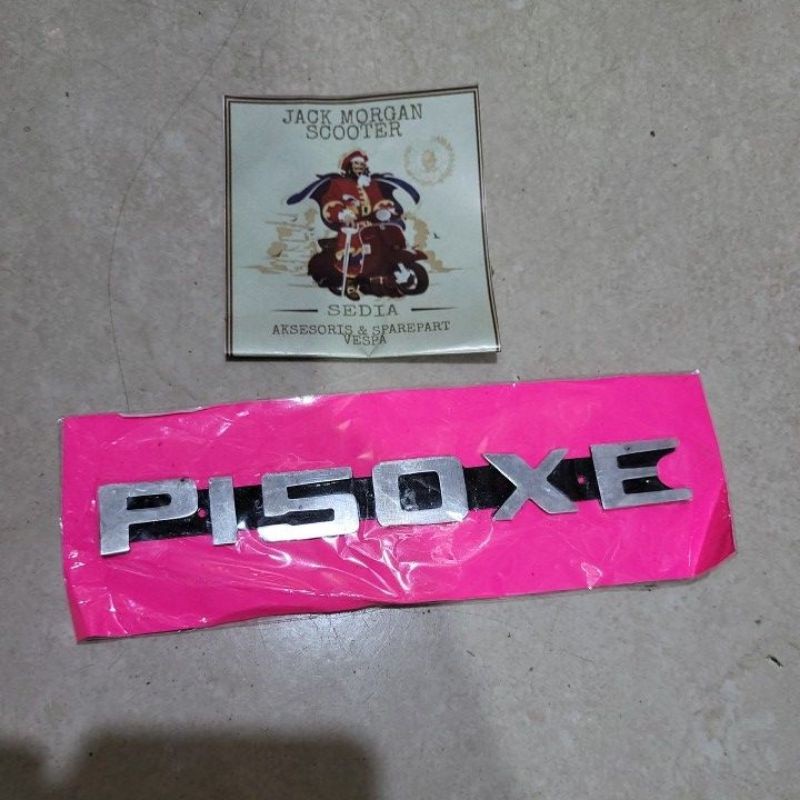 JACK MORGAN
SCOOTER
SEDIA
AKSESORIS & SPAREPART
VESPA
P150XE